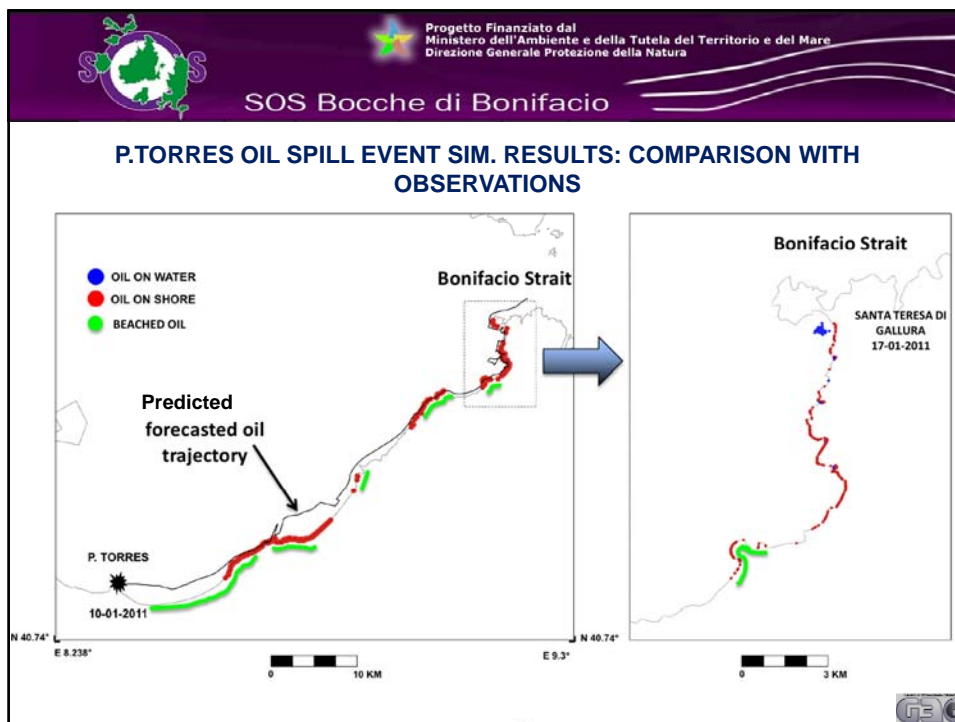 Progetto Finanziato dal
Ministero dell'Ambiente e della Tutela del Territorio e del Mare
Direzione Generale Protezione della Natura
S S
SOS Bocche di Bonifacio
P.TORRES OIL SPILL EVENT SIM. RESULTS: COMPARISON WITH
OBSERVATIONS
OIL ON WATER
OIL ON SHORE
BEACHED OIL
Bonifacio Strait
Predicted
forecasted oil
trajectory
P. TORRES
10-01-2011
N 40.74°
E 8.238°
E 9.3°
0 10 KM
Bonifacio Strait
SANTA TERESA DI
GALLURA
17-01-2011
N 40.74°
0 3 KM